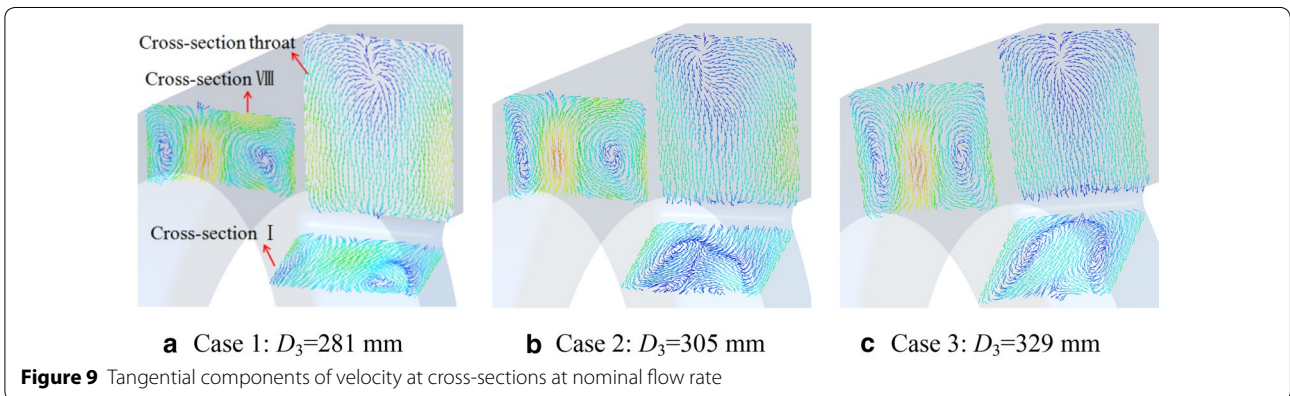 Cross-section throat
Cross-section Ⅷ
Cross-section Ⅰ
a Case 1: D₃=281 mm
b Case 2: D₃=305 mm
c Case 3: D₃=329 mm
Figure 9 Tangential components of velocity at cross-sections at nominal flow rate